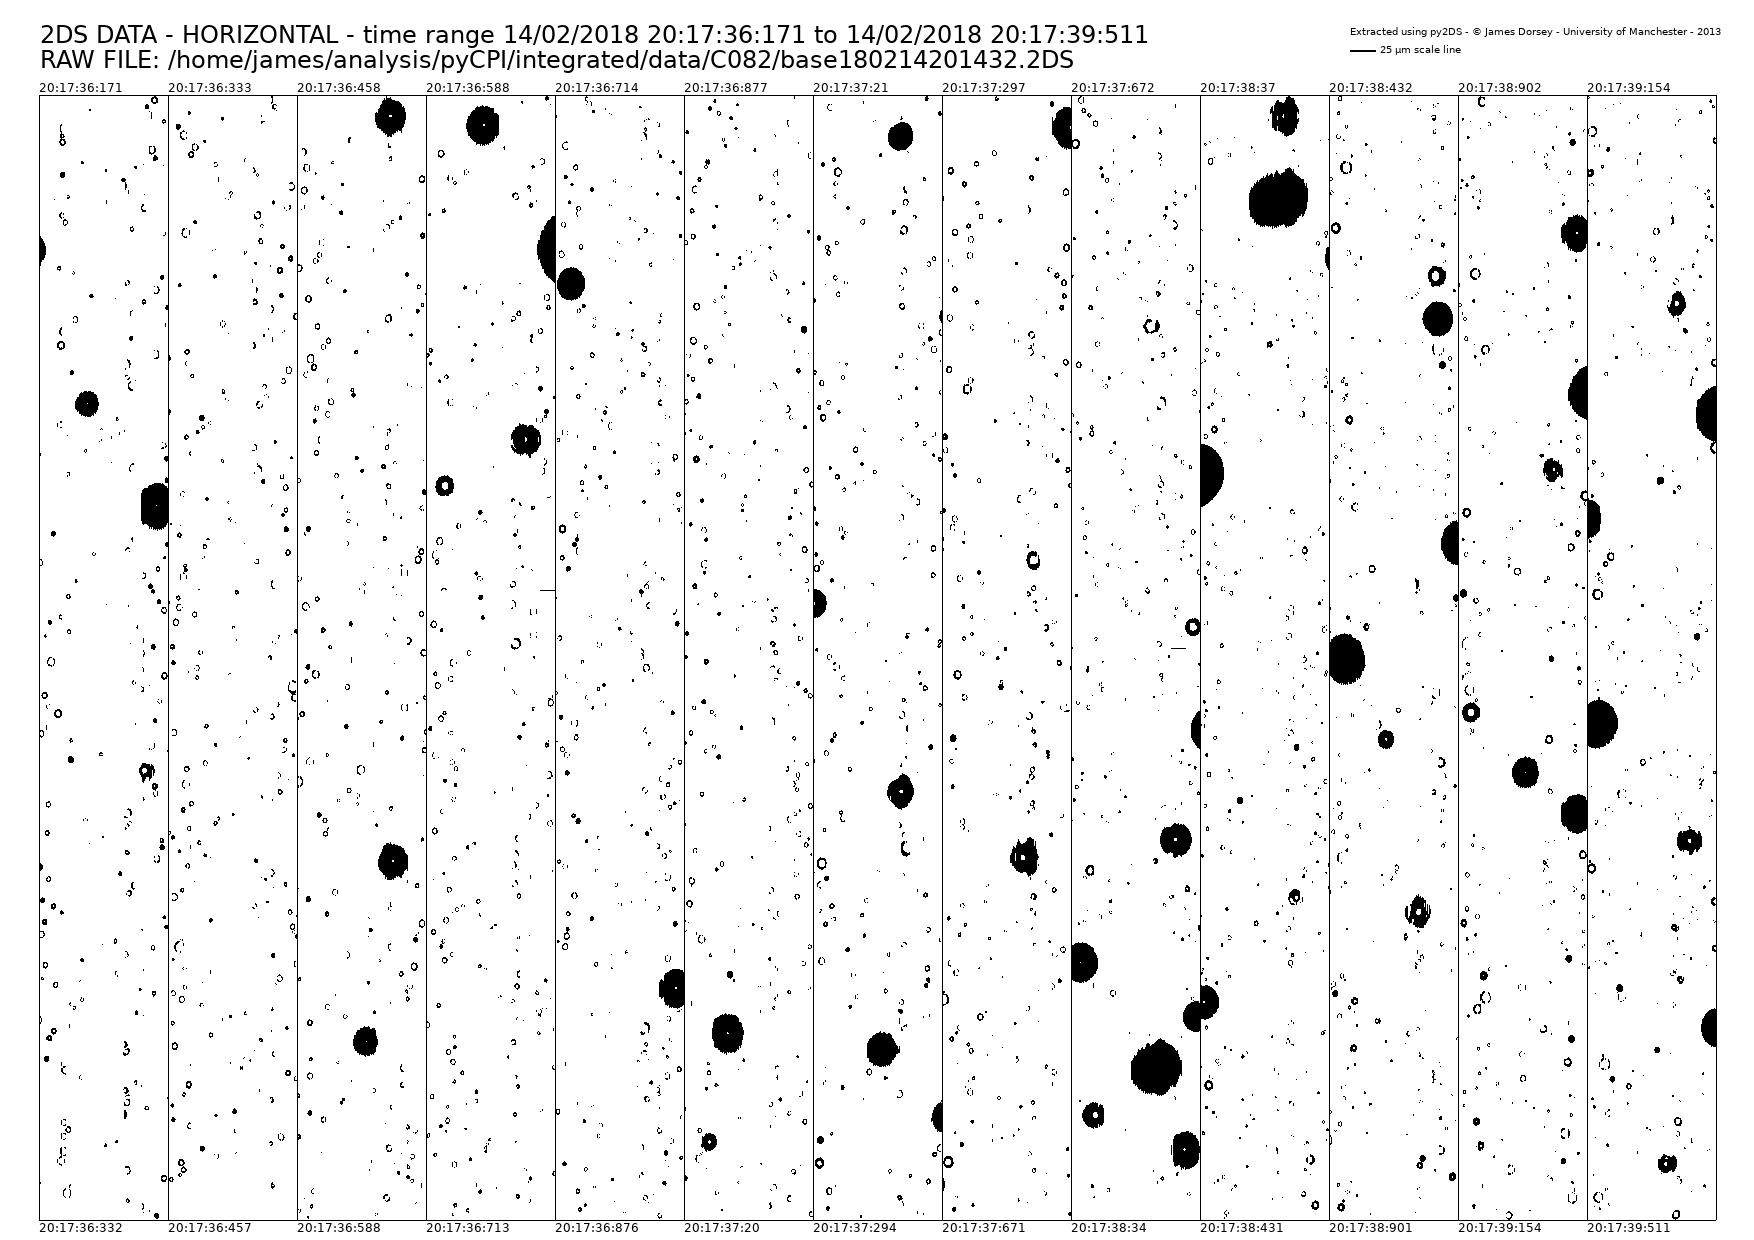 2DS DATA - HORIZONTAL - time range 14/02/2018 20:17:36:171 to 14/02/2018 20:17:39:511
RAW FILE: /home/james/analysis/pyCPI/integrated/data/C082/base180214201432.2DS
Extracted using py2DS - © James Dorsey - University of Manchester - 2013
25 µm scale line
20:17:36:171 20:17:36:333 20:17:36:458 20:17:36:588 20:17:36:714 20:17:36:877 20:17:37:21 20:17:37:297 20:17:37:672 20:17:38:37 20:17:38:432 20:17:38:902 20:17:39:154
20:17:36:332 20:17:36:457 20:17:36:588 20:17:36:713 20:17:36:876 20:17:37:20 20:17:37:294 20:17:37:671 20:17:38:34 20:17:38:431 20:17:38:901 20:17:39:154 20:17:39:511